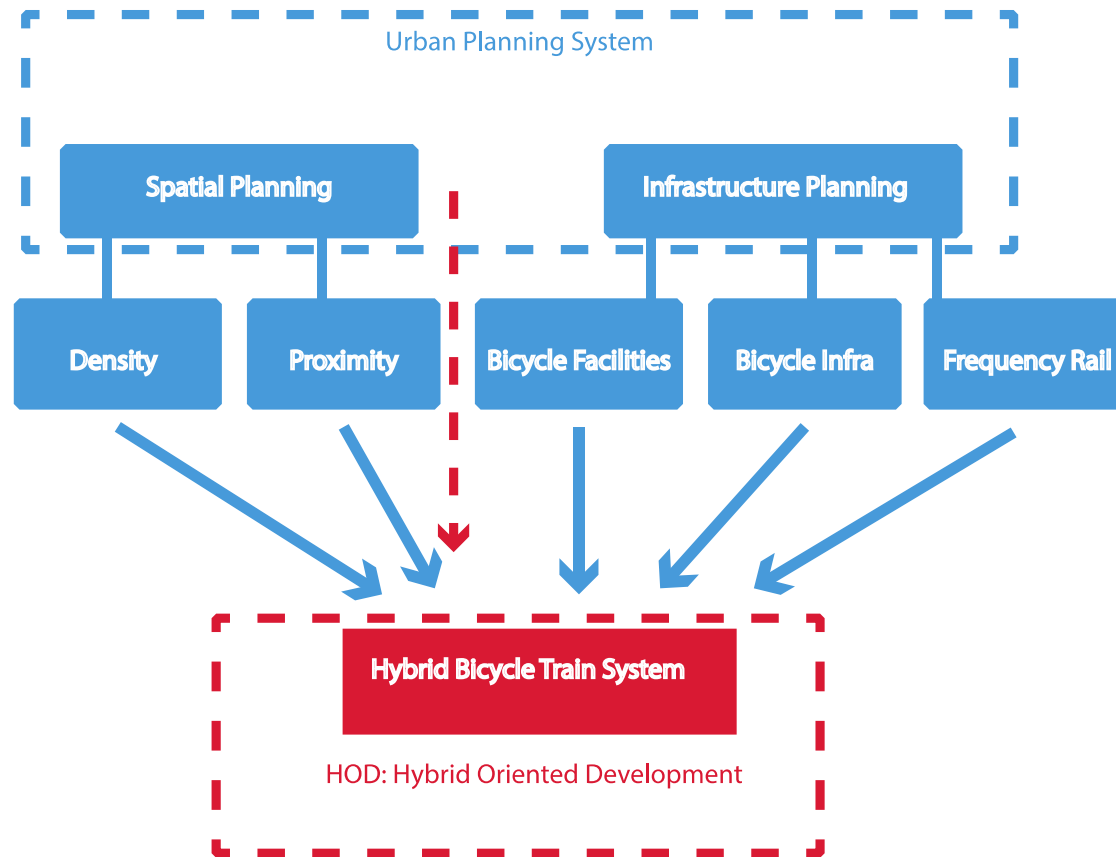 Urban Planning System
Spatial Planning
Infrastructure Planning
Density
Proximity
Bicycle Facilities
Bicycle Infra
Frequency Rail
Hybrid Bicycle Train System
HOD: Hybrid Oriented Development